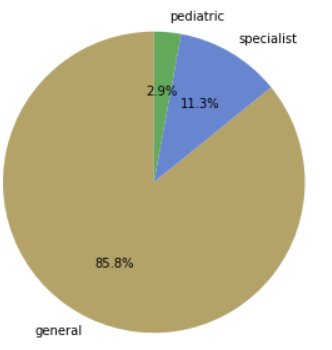 pediatric
specialist
2.9%
11.3%
85.8%
general